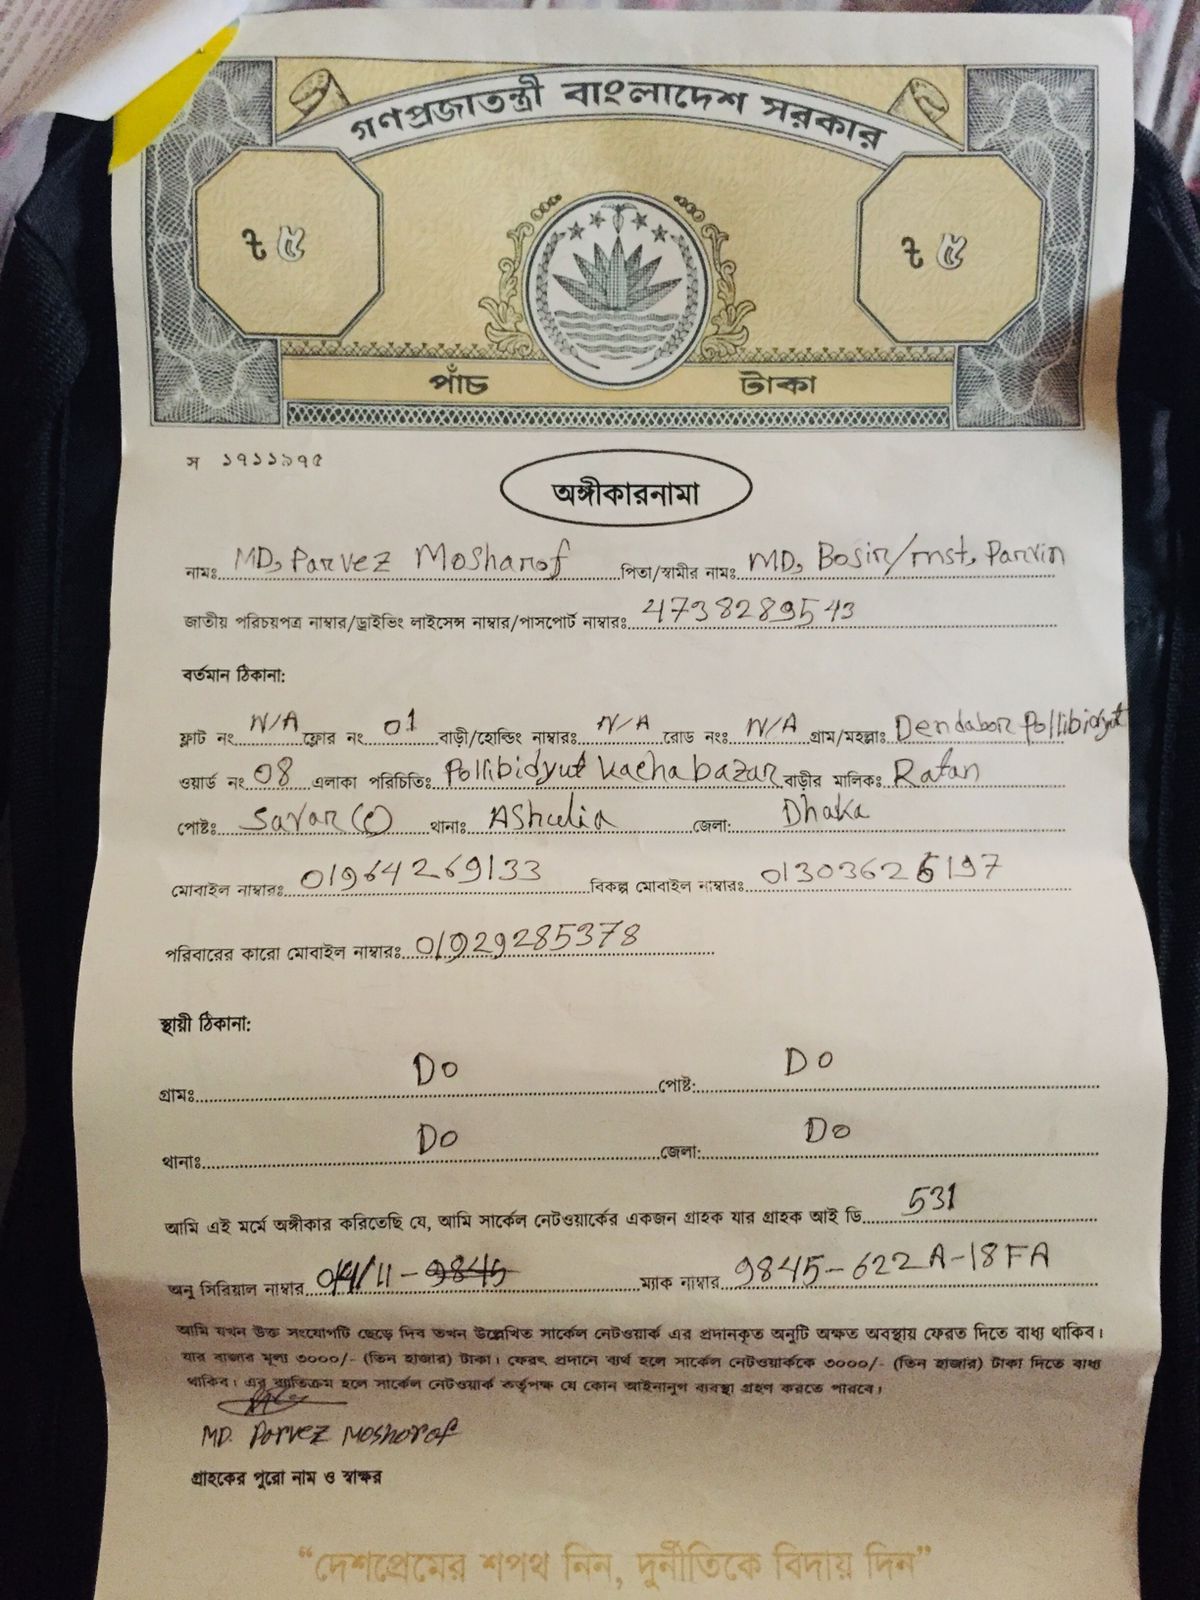 গণপ্রজাতন্ত্রী বাংলাদেশ সরকার
৳ ৫ ৳ ৫
পাঁচ টাকা
স ১৭১১৯৭৫
অঙ্গীকারনামা
নামঃ MD, Parvez Mosharof পিতা/স্বামীর নামঃ MD, Bosir/mst, Parvin
জাতীয় পরিচয়পত্র নাম্বার/ড্রাইভিং লাইসেন্স নাম্বার/পাসপোর্ট নাম্বারঃ 4738289543
বর্তমান ঠিকানা:
ফ্লাট নং N/A ফ্লোর নং 01 বাড়ী/হোল্ডিং নাম্বারঃ N/A রোড নংঃ N/A গ্রাম/মহল্লাঃ Dendabor Pollibidyut
ওয়ার্ড নং 08 এলাকা পরিচিতিঃ Pollibidyut kacha bazar বাড়ীর মালিকঃ Ratan
পোষ্টঃ Savar (C) থানাঃ AShulia জেলা: Dhaka
মোবাইল নাম্বারঃ 01964269133 বিকল্প মোবাইল নাম্বারঃ 01303626197
পরিবারের কারো মোবাইল নাম্বারঃ 01929285378
স্থায়ী ঠিকানা:
গ্রামঃ DO পোষ্ট: DO
থানাঃ DO জেলা: DO
আমি এই মর্মে অঙ্গীকার করিতেছি যে, আমি সার্কেল নেটওয়ার্কের একজন গ্রাহক যার গ্রাহক আই ডি 531
অনু সিরিয়াল নাম্বার ম্যাক নাম্বার 9845-622A-18FA
আমি যখন উক্ত সংযোগটি ছেড়ে দিব তখন উল্লেখিত সার্কেল নেটওয়ার্ক এর প্রদানকৃত অনুটি অক্ষত অবস্থায় ফেরত দিতে বাধ্য থাকিব।
যার বাজার মূল্য ৩০০০/- (তিন হাজার) টাকা। ফেরৎ প্রদানে ব্যর্থ হলে সার্কেল নেটওয়ার্ককে ৩০০০/- (তিন হাজার) টাকা দিতে বাধ্য
থাকিব। এর ব্যতিক্রম হলে সার্কেল নেটওয়ার্ক কর্তৃপক্ষ যে কোন আইনানুগ ব্যবস্থা গ্রহণ করতে পারবে।
MD. Parvez Mosharof
গ্রাহকের পুরো নাম ও স্বাক্ষর
“দেশপ্রেমের শপথ নিন, দুর্নীতিকে বিদায় দিন”